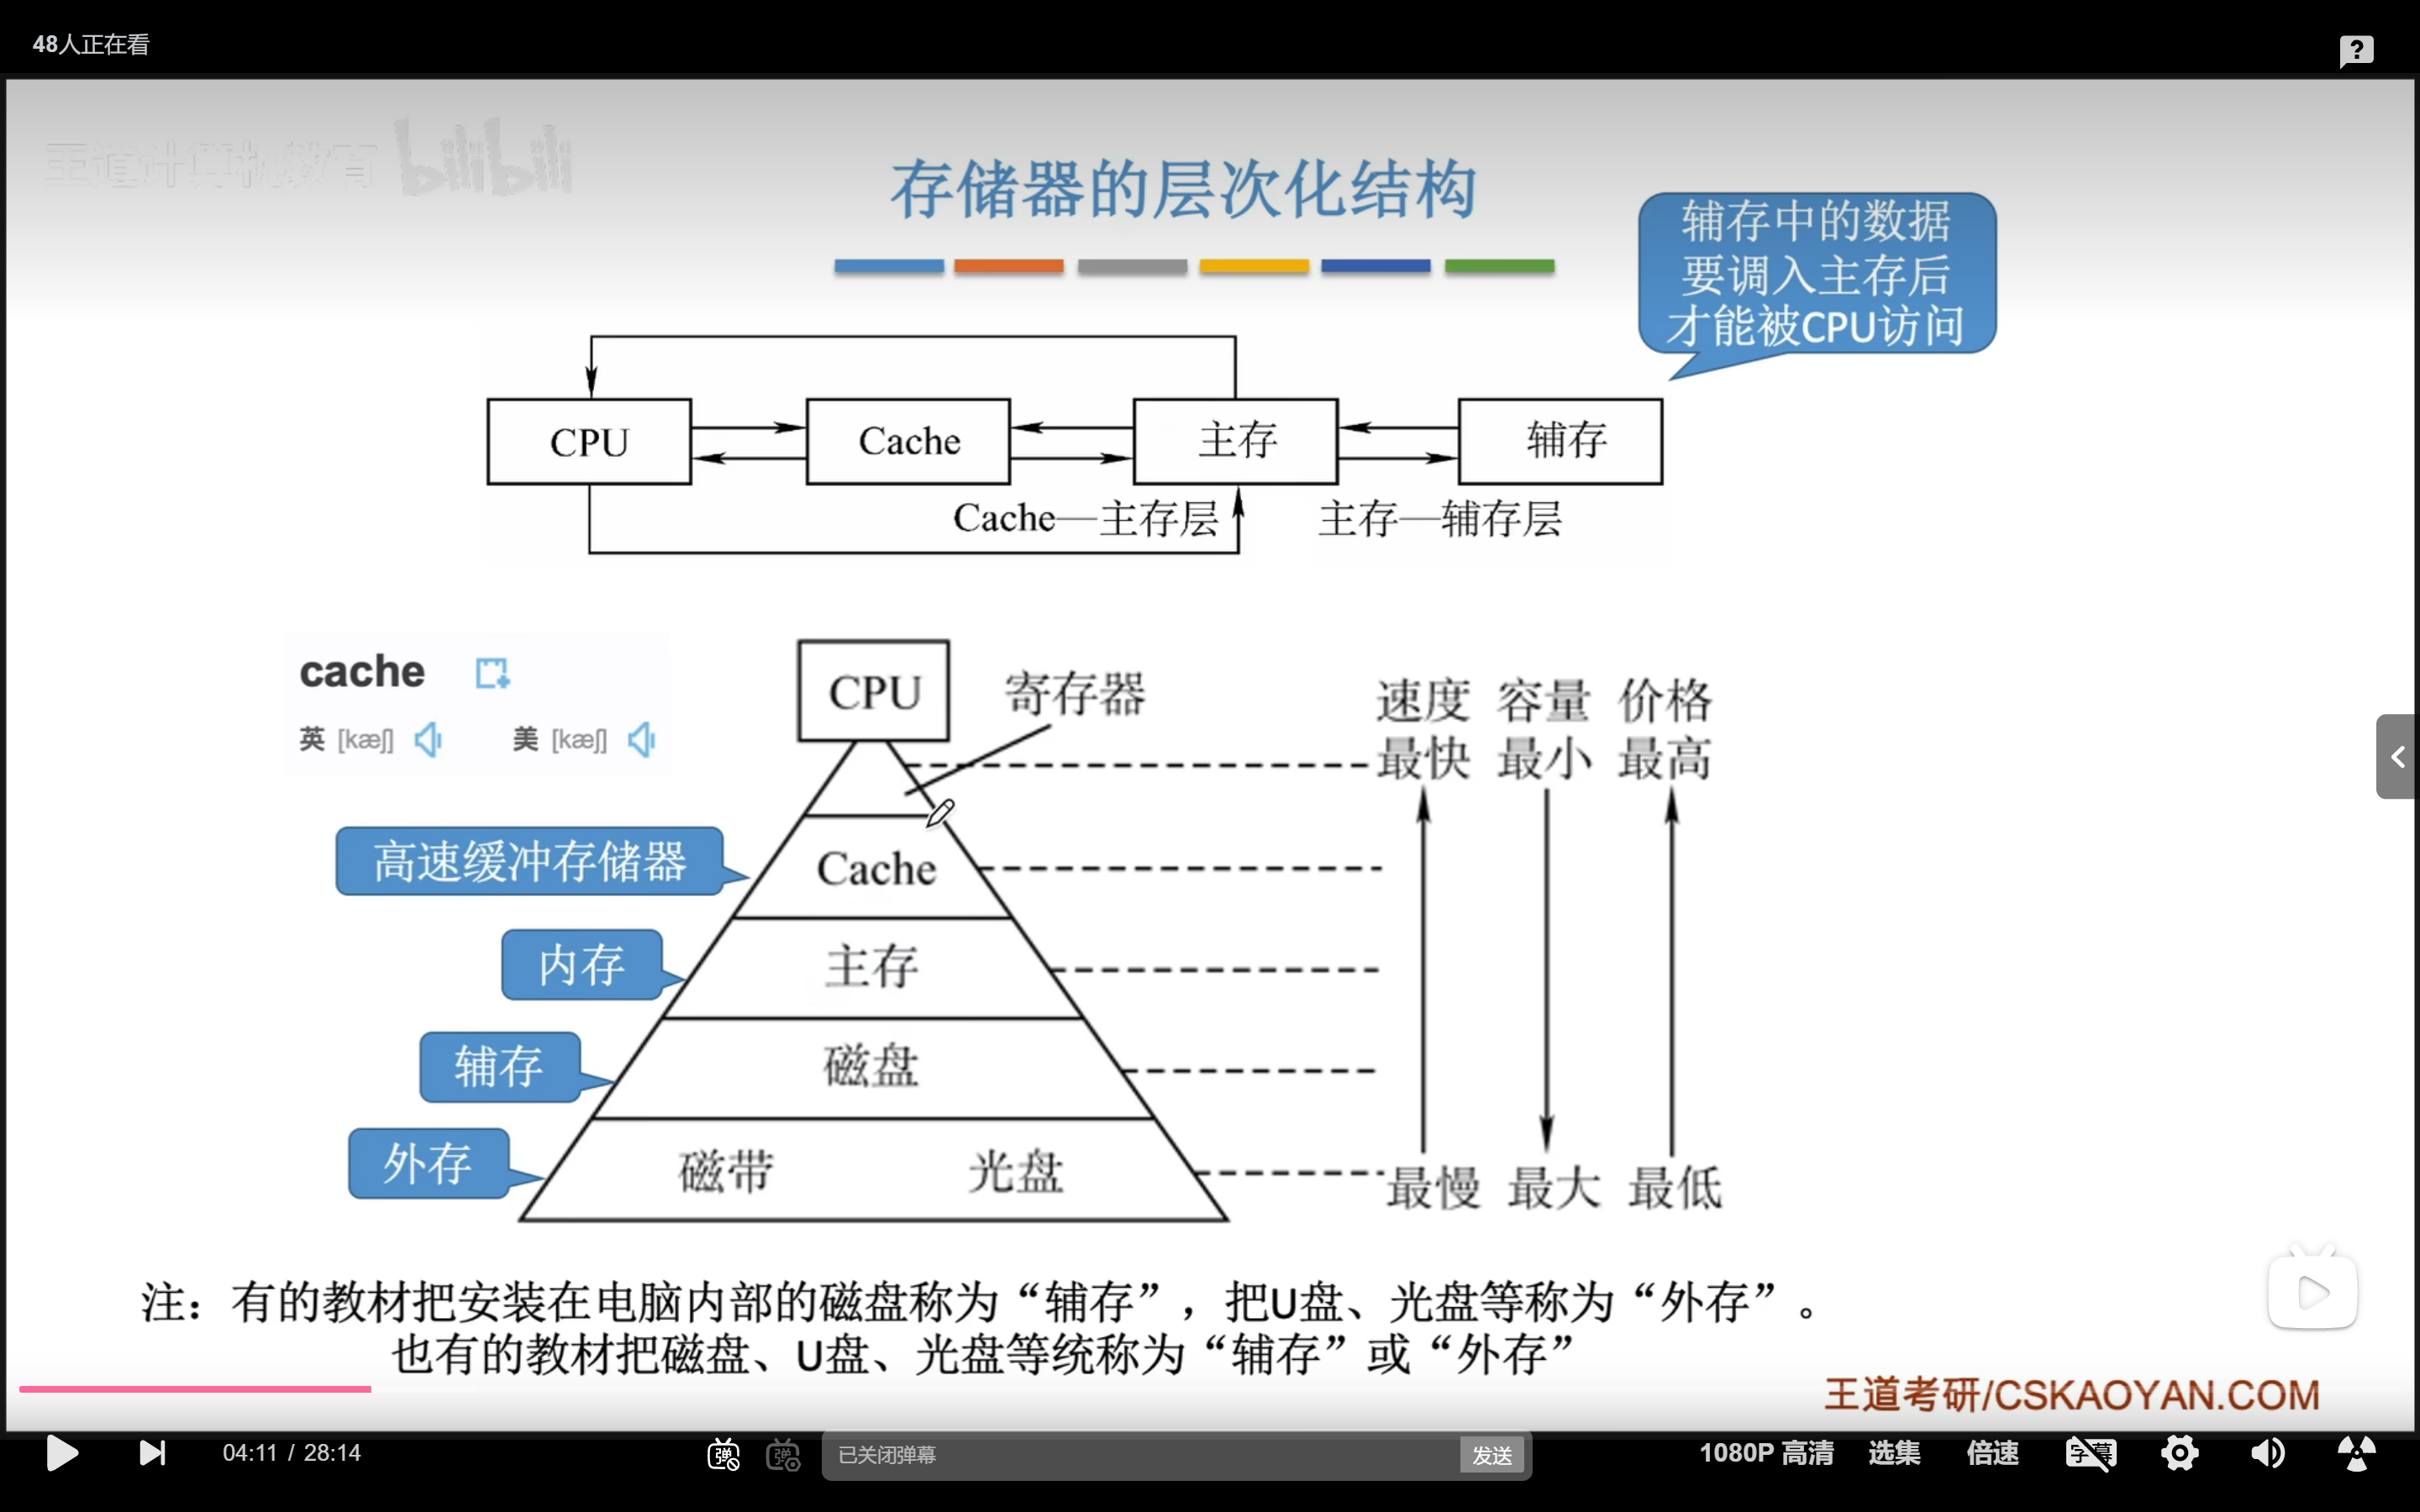 48人正在看
王道计算机教育 bilibili
存储器的层次化结构
辅存中的数据
要调入主存后
才能被CPU访问
CPU
Cache
主存
辅存
Cache—主存层
主存—辅存层
cache
英 [kæʃ]
美 [kæʃ]
CPU
寄存器
速度 容量 价格
最快 最小 最高
高速缓冲存储器
Cache
内存
主存
辅存
磁盘
外存
磁带
光盘
最慢 最大 最低
注：有的教材把安装在电脑内部的磁盘称为“辅存”，把U盘、光盘等称为“外存”。
也有的教材把磁盘、U盘、光盘等统称为“辅存”或“外存”
王道考研/CSKAOYAN.COM
04:11 / 28:14
弹
弹
已关闭弹幕
发送
1080P 高清
选集
倍速
字幕